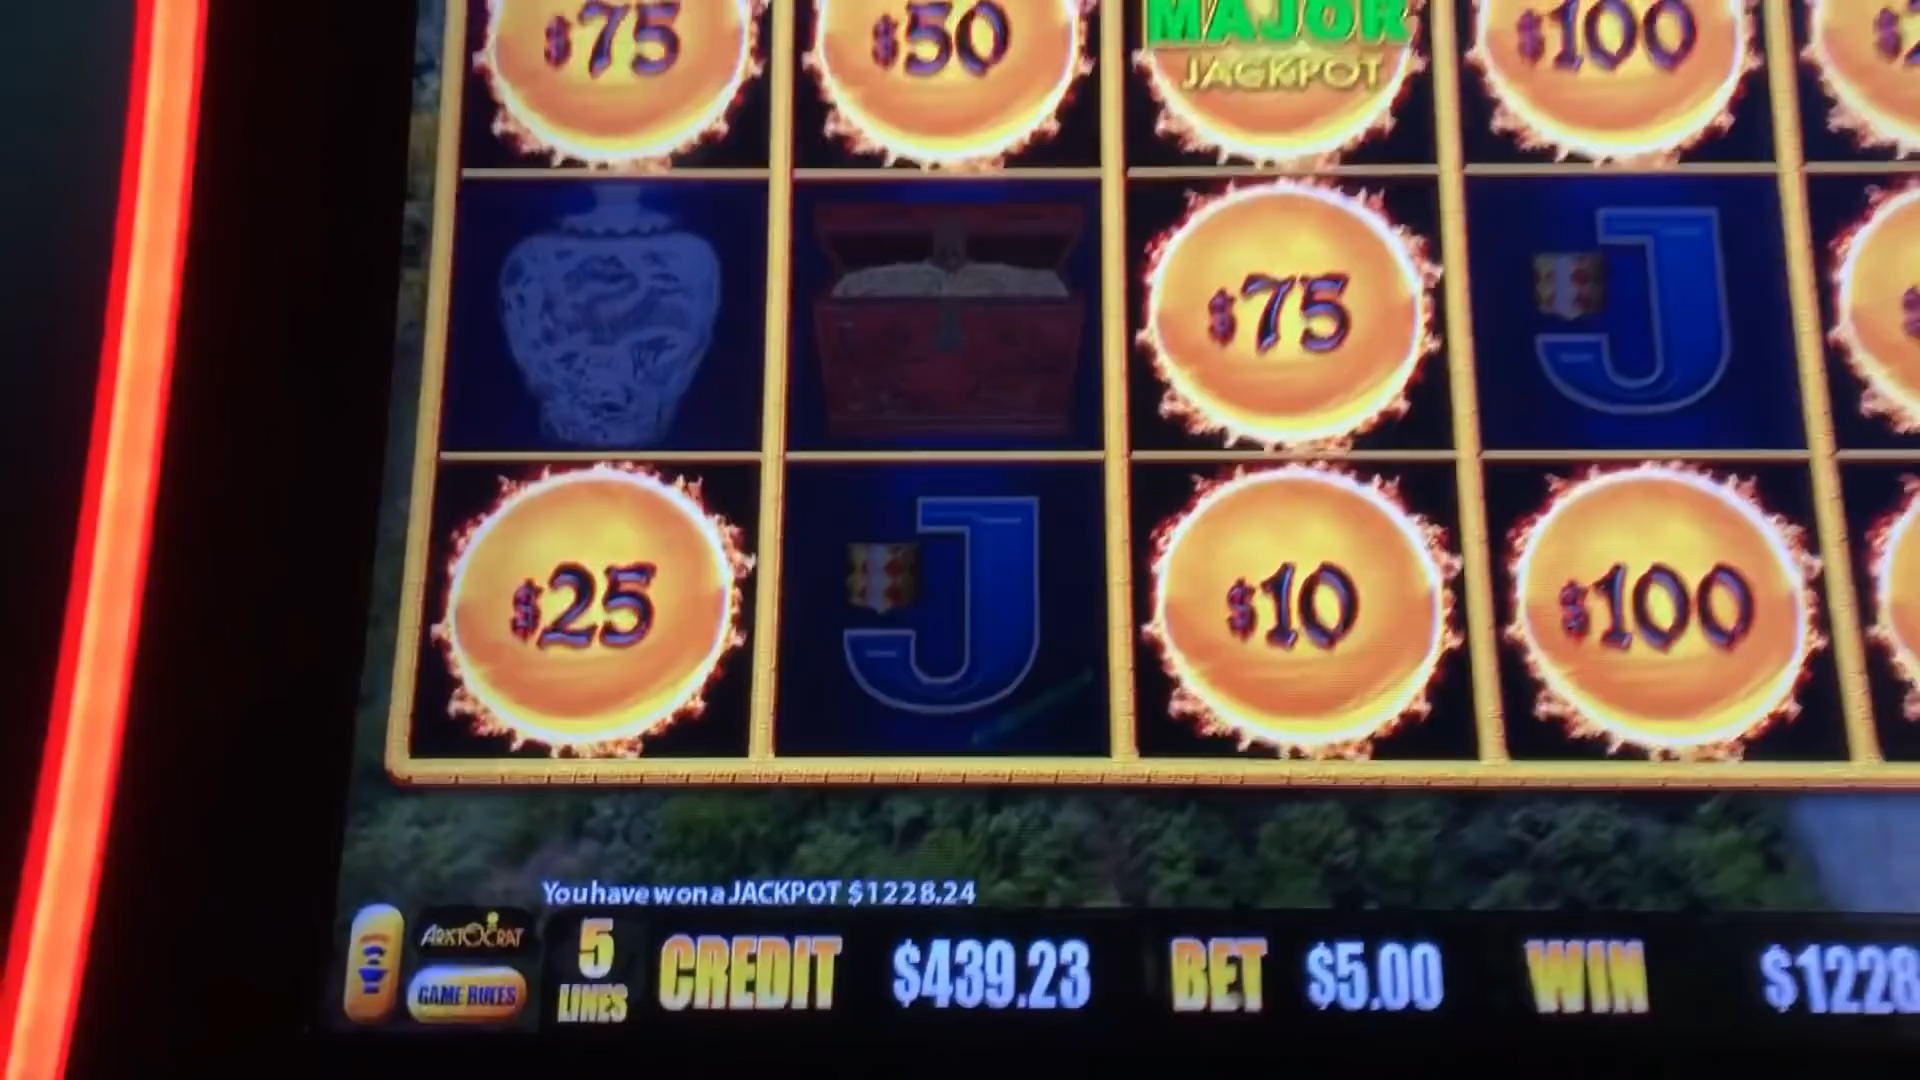 $75
$50
MAJOR
JACKPOT
$100
$75
J
$25
J
$10
$100
You have won a JACKPOT $1228.24
ARISTOCRAT
GAME RULES
5
LINES
CREDIT $439.23
BET $5.00
WIN $1228